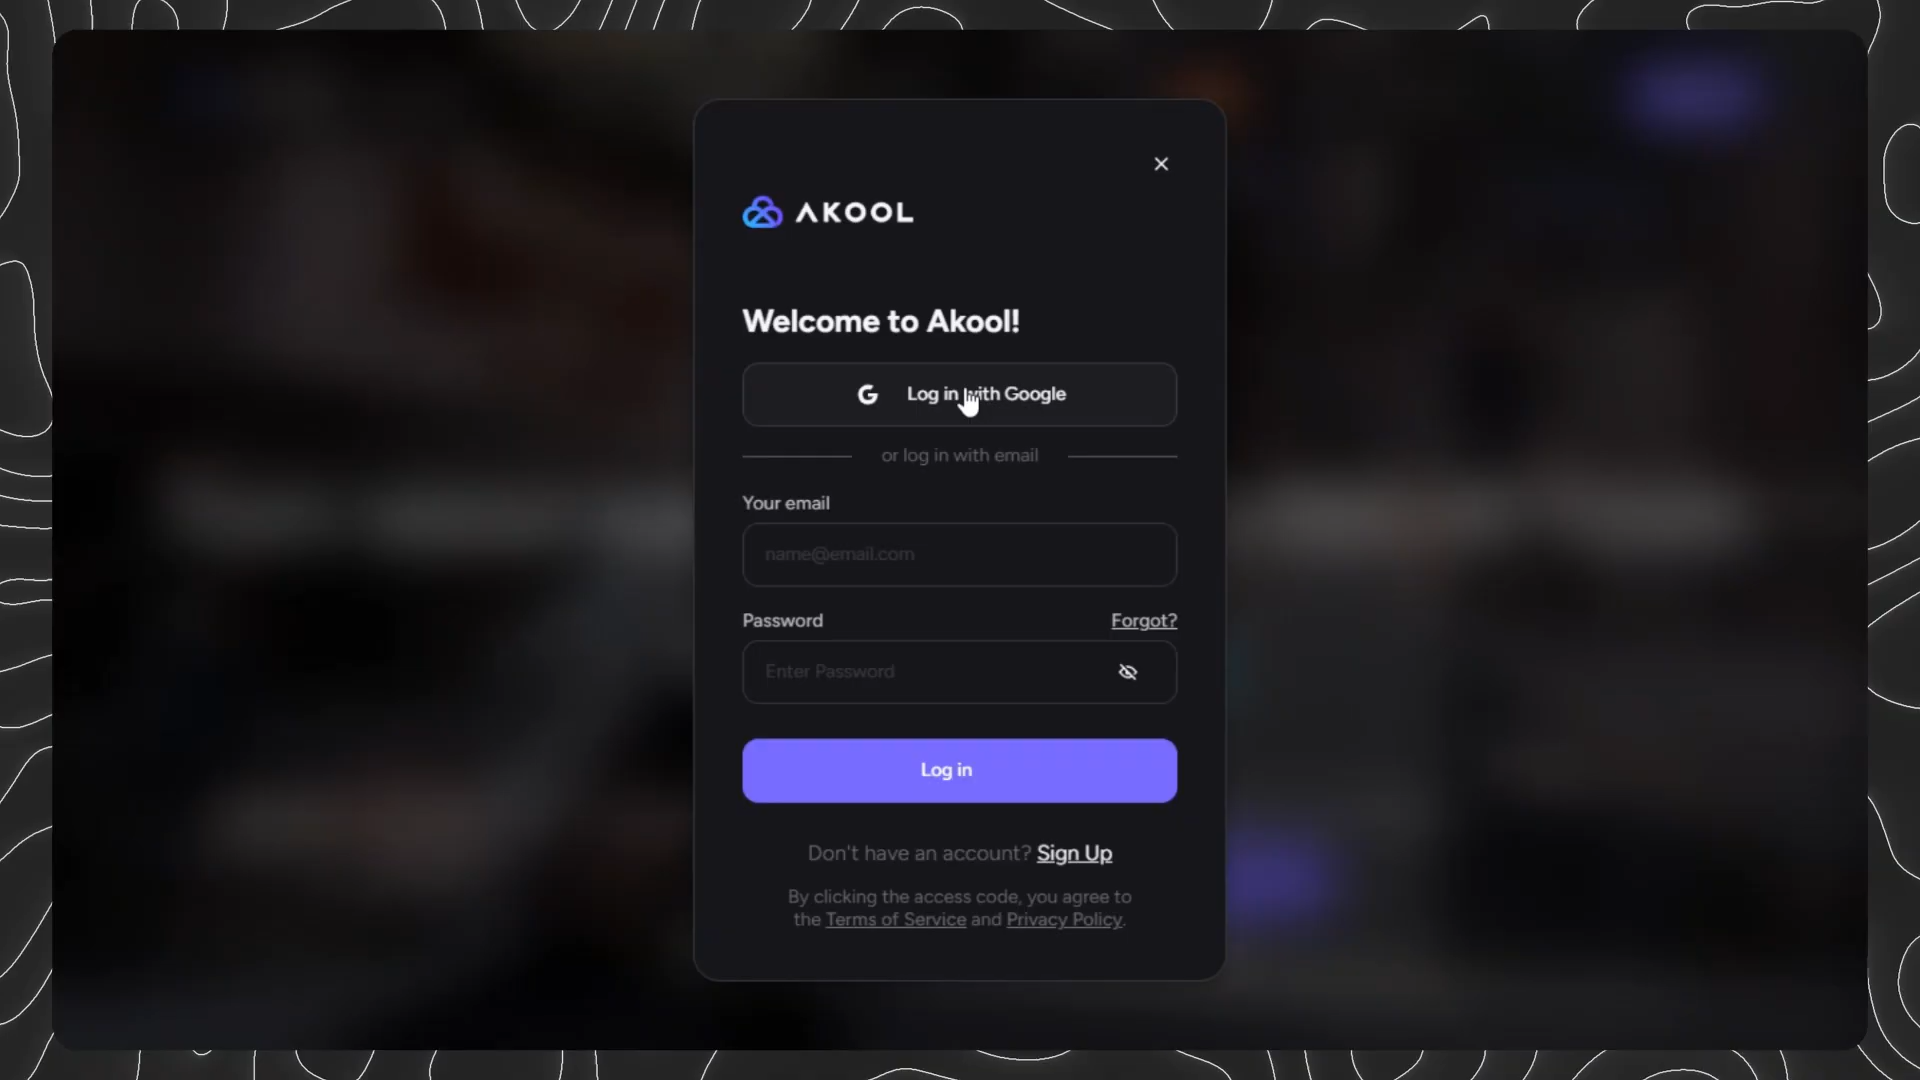 AKOOL
Welcome to Akool!
G Log in with Google
or log in with email
Your email
name@email.com
Password Forgot?
Enter Password
Log in
Don't have an account? Sign Up
By clicking the access code, you agree to
the Terms of Service and Privacy Policy.